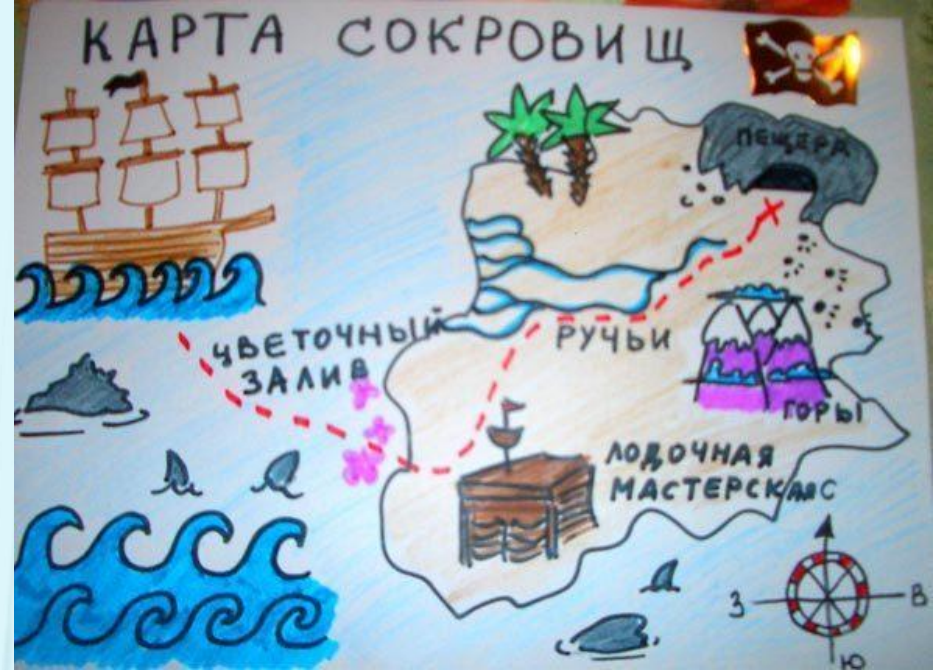 КАРТА СОКРОВИЩ
ПЕЩЕРА
ЦВЕТОЧНЫЙ
ЗАЛИВ
РУЧЬИ
ГОРЫ
ЛОДОЧНАЯ
МАСТЕРСКАЯ
С
З
В
Ю